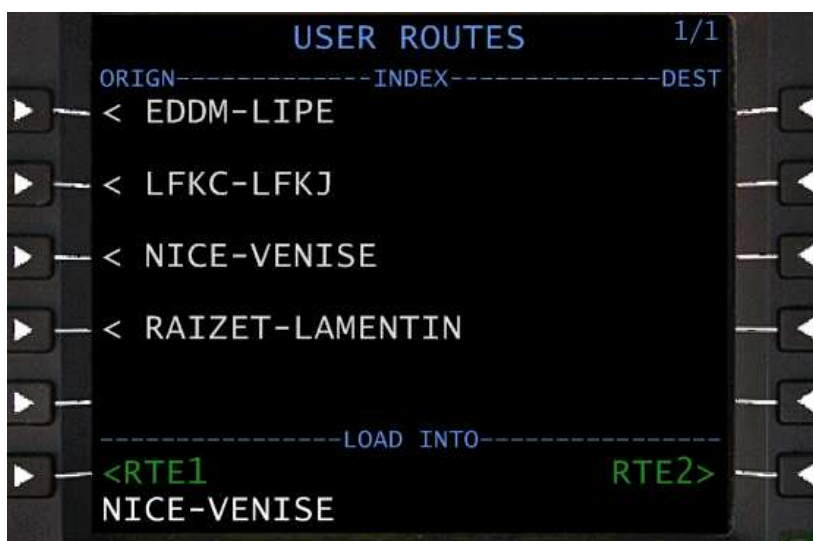 USER ROUTES 1/1
ORIGN-------------INDEX--------------DEST
< EDDM-LIPE
< LFKC-LFKJ
< NICE-VENISE
< RAIZET-LAMENTIN
----------------LOAD INTO----------------
<RTE1 RTE2>
NICE-VENISE